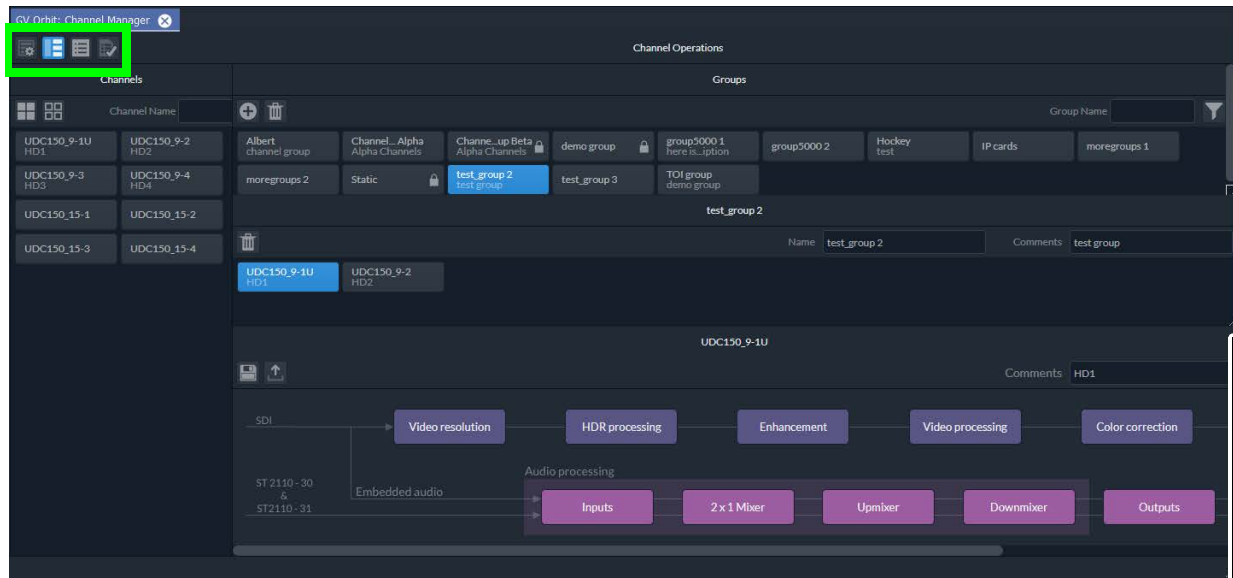 GV Orbit: Channel Manager
Channel Operations
Channels
Groups
Channel Name
Group Name
UDC150_9-1U
HD1
UDC150_9-2
HD2
UDC150_9-3
HD3
UDC150_9-4
HD4
UDC150_15-1
UDC150_15-2
UDC150_15-3
UDC150_15-4
Albert
channel group
Channel... Alpha
Alpha Channels
Channe...up Beta
Alpha Channels
demo group
group5000 1
here is...iption
group5000 2
Hockey
test
IP cards
moregroups 1
moregroups 2
Static
test_group 2
test group
test_group 3
TOI group
demo group
test_group 2
Name
test_group 2
Comments
test group
UDC150_9-1U
HD1
UDC150_9-2
HD2
UDC150_9-1U
Comments
HD1
SDI
Video resolution
HDR processing
Enhancement
Video processing
Color correction
Audio processing
ST 2110 - 30
&
ST2110 - 31
Embedded audio
Inputs
2 x 1 Mixer
Upmixer
Downmixer
Outputs